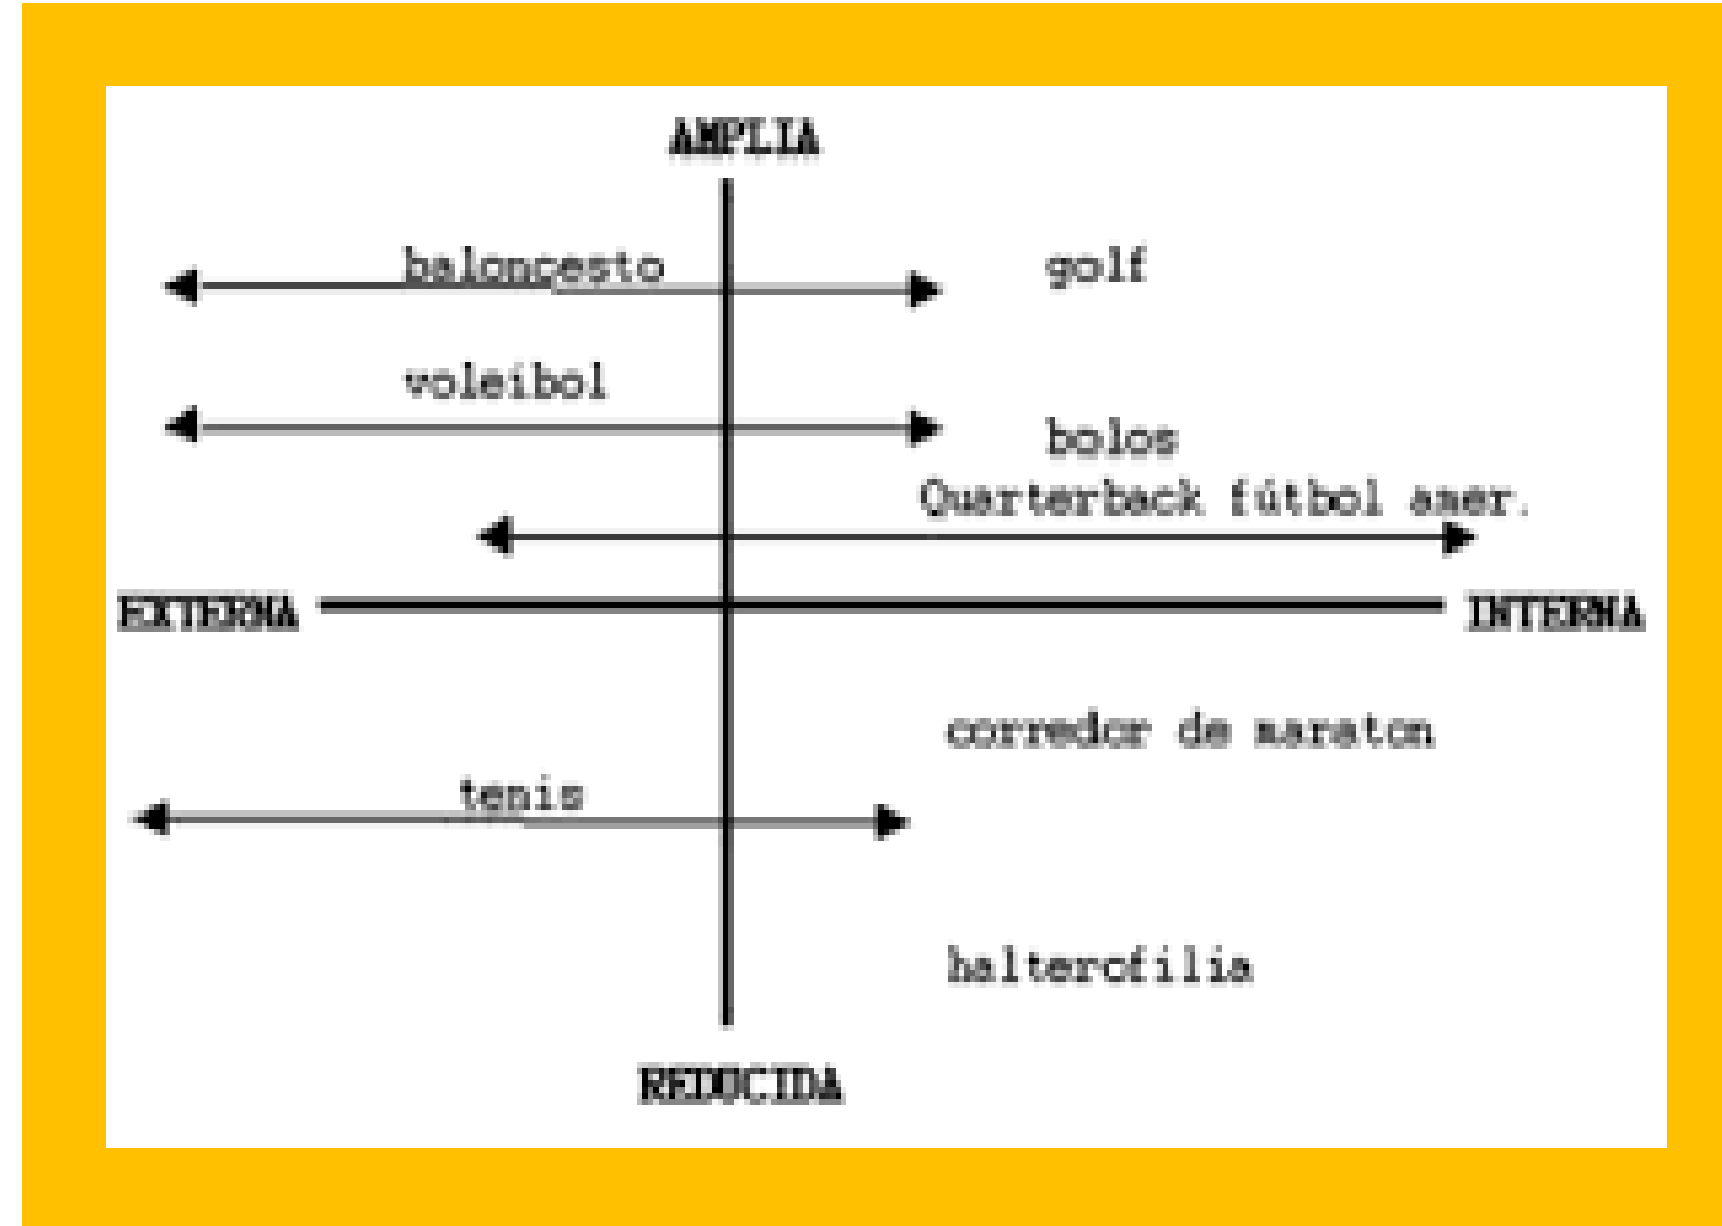 AMPLIA
baloncesto golf
voleibol
bolos
Quarterback fútbol amer.
EXTERNA INTERNA
corredor de maraton
tenis
halterofilia
REDUCIDA